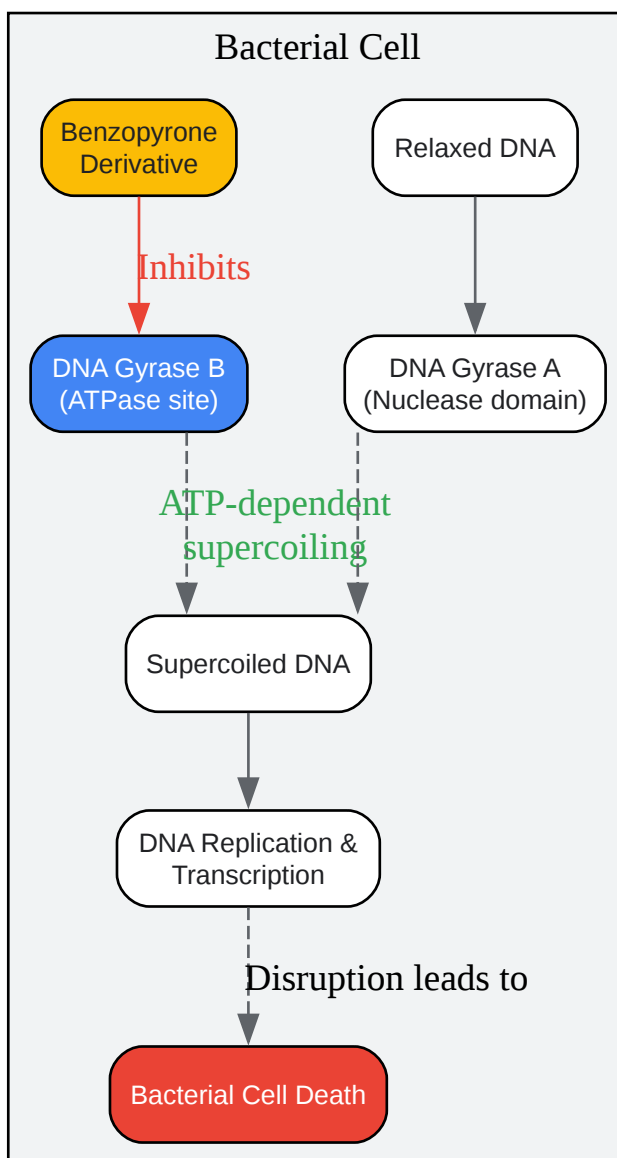 Bacterial Cell
Benzopyrone
Derivative
Relaxed DNA
Inhibits
DNA Gyrase B
(ATPase site)
DNA Gyrase A
(Nuclease domain)
ATP-dependent
supercoiling
Supercoiled DNA
DNA Replication &
Transcription
Disruption leads to
Bacterial Cell Death